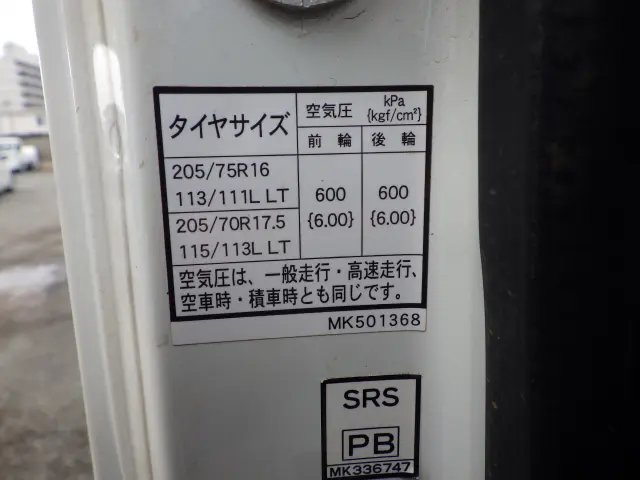 タイヤサイズ 空気圧 kPa {kgf/cm²}
前輪 後輪
205/75R16
113/111L LT 600 600
205/70R17.5 {6.00} {6.00}
115/113L LT
空気圧は、一般走行・高速走行、
空車時・積車時とも同じです。
MK501368
SRS
PB
MK336747